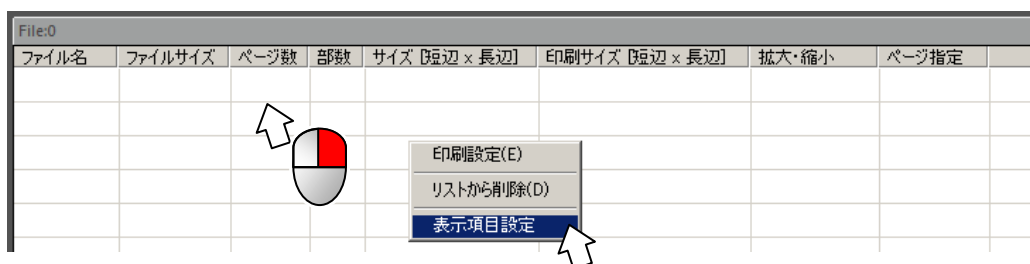 File:0
ファイル名 ファイルサイズ ページ数 部数 サイズ [短辺 × 長辺] 印刷サイズ [短辺 × 長辺] 拡大・縮小 ページ指定
印刷設定(E)
リストから削除(D)
表示項目設定